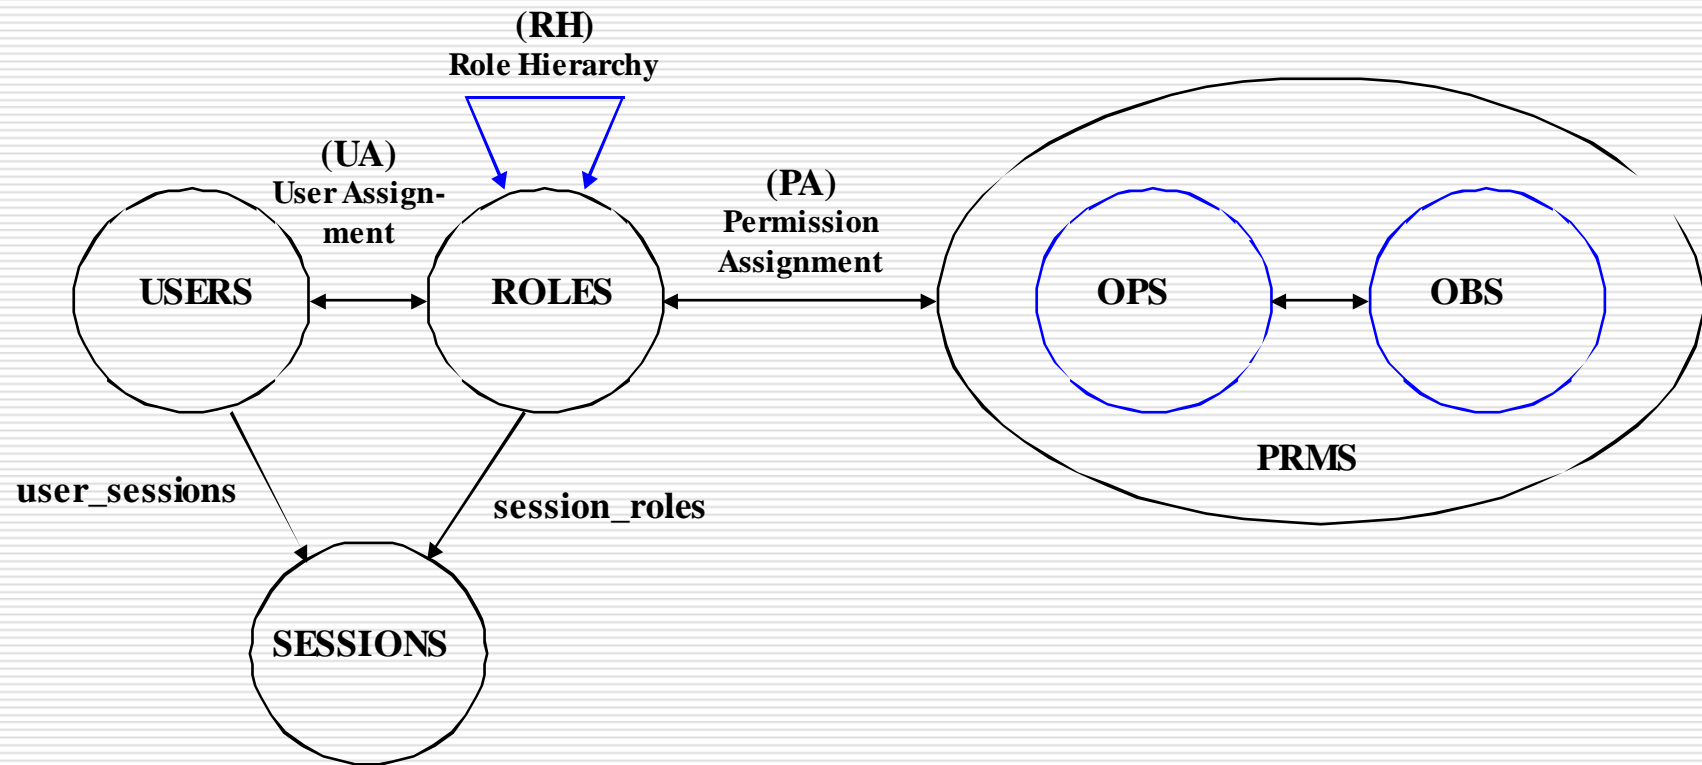 (RH)
Role Hierarchy
(UA)
User Assign-
ment
(PA)
Permission
Assignment
USERS
ROLES
OPS
OBS
PRMS
user_sessions
session_roles
SESSIONS